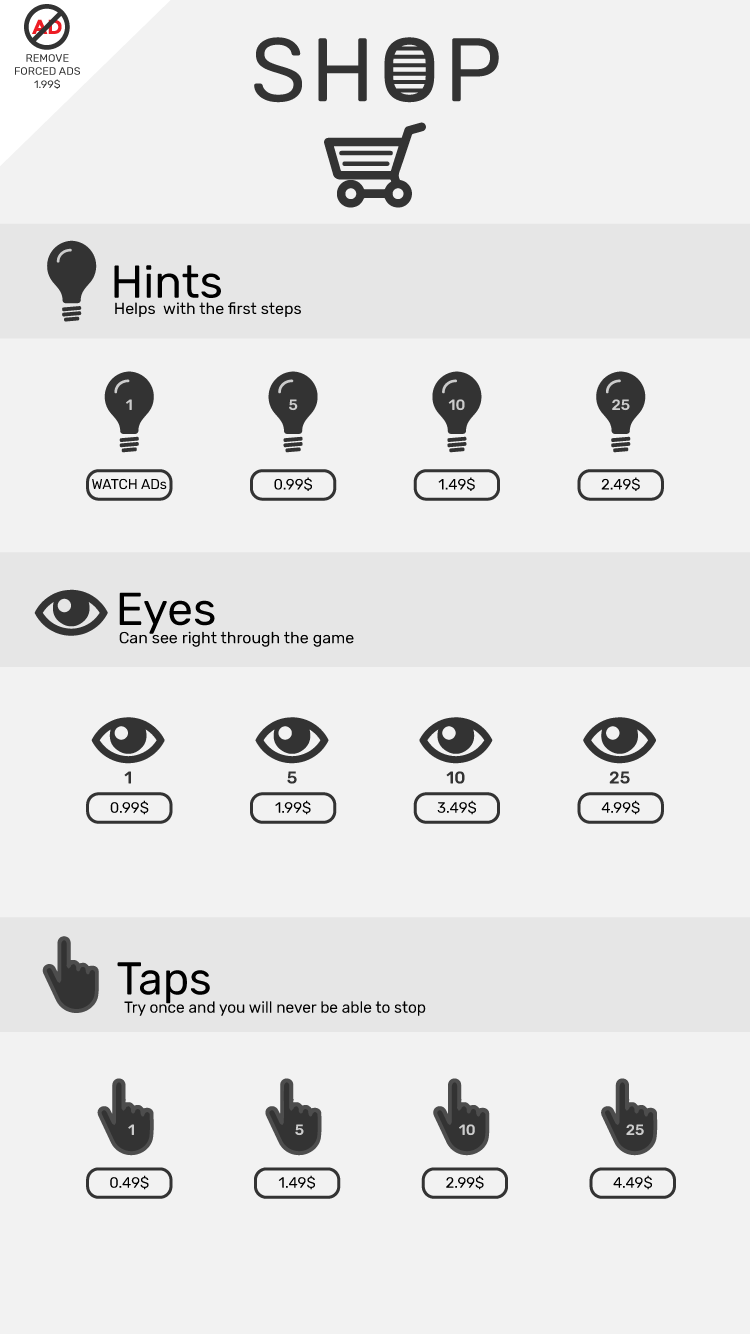 AD
REMOVE
FORCED ADS
1.99$
SHOP
Hints
Helps  with the first steps
1
5
10
25
WATCH ADs
0.99$
1.49$
2.49$
Eyes
Can see right through the game
1
5
10
25
0.99$
1.99$
3.49$
4.99$
Taps
Try once and you will never be able to stop
1
5
10
25
0.49$
1.49$
2.99$
4.49$